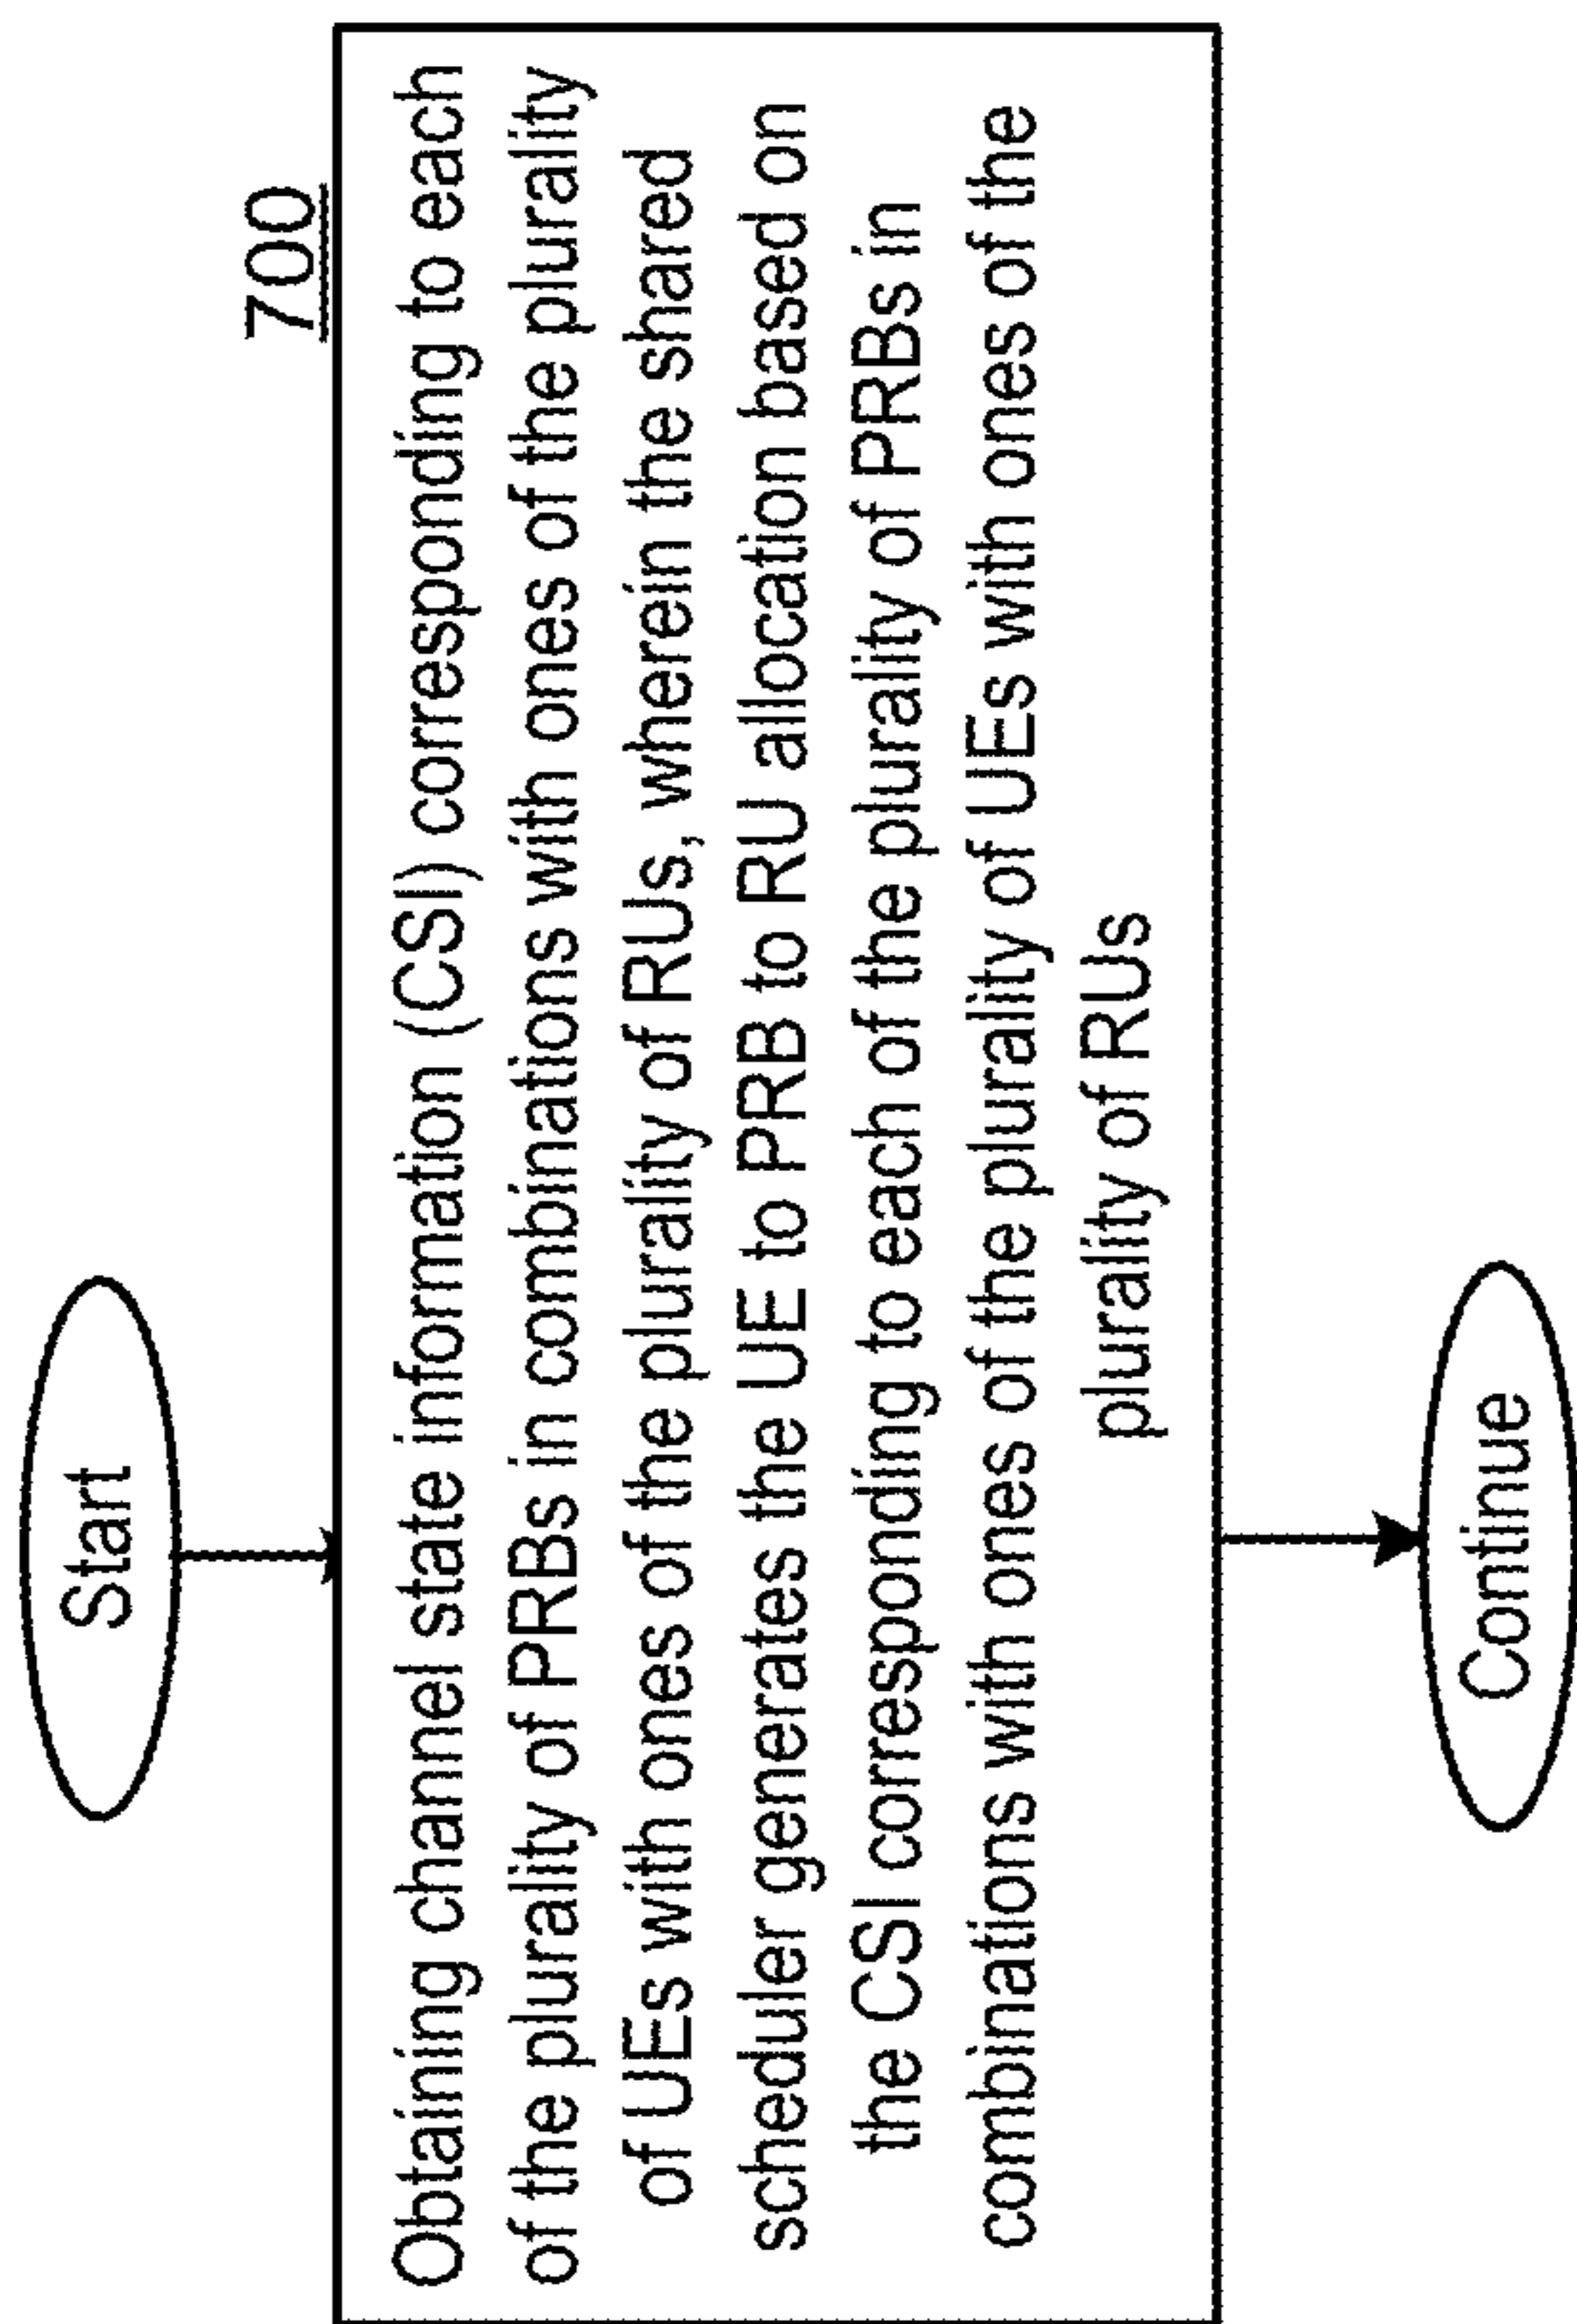 Start
700
Obtaining channel state information (CSI) corresponding to each
of the plurality of PRBs in combinations with ones of the plurality
of UEs with ones of the plurality of RUs, wherein the shared
scheduler generates the UE to PRB to RU allocation based on
the CSI corresponding to each of the plurality of PRBs in
combinations with ones of the plurality of UEs with ones of the
plurality of RUs
Continue